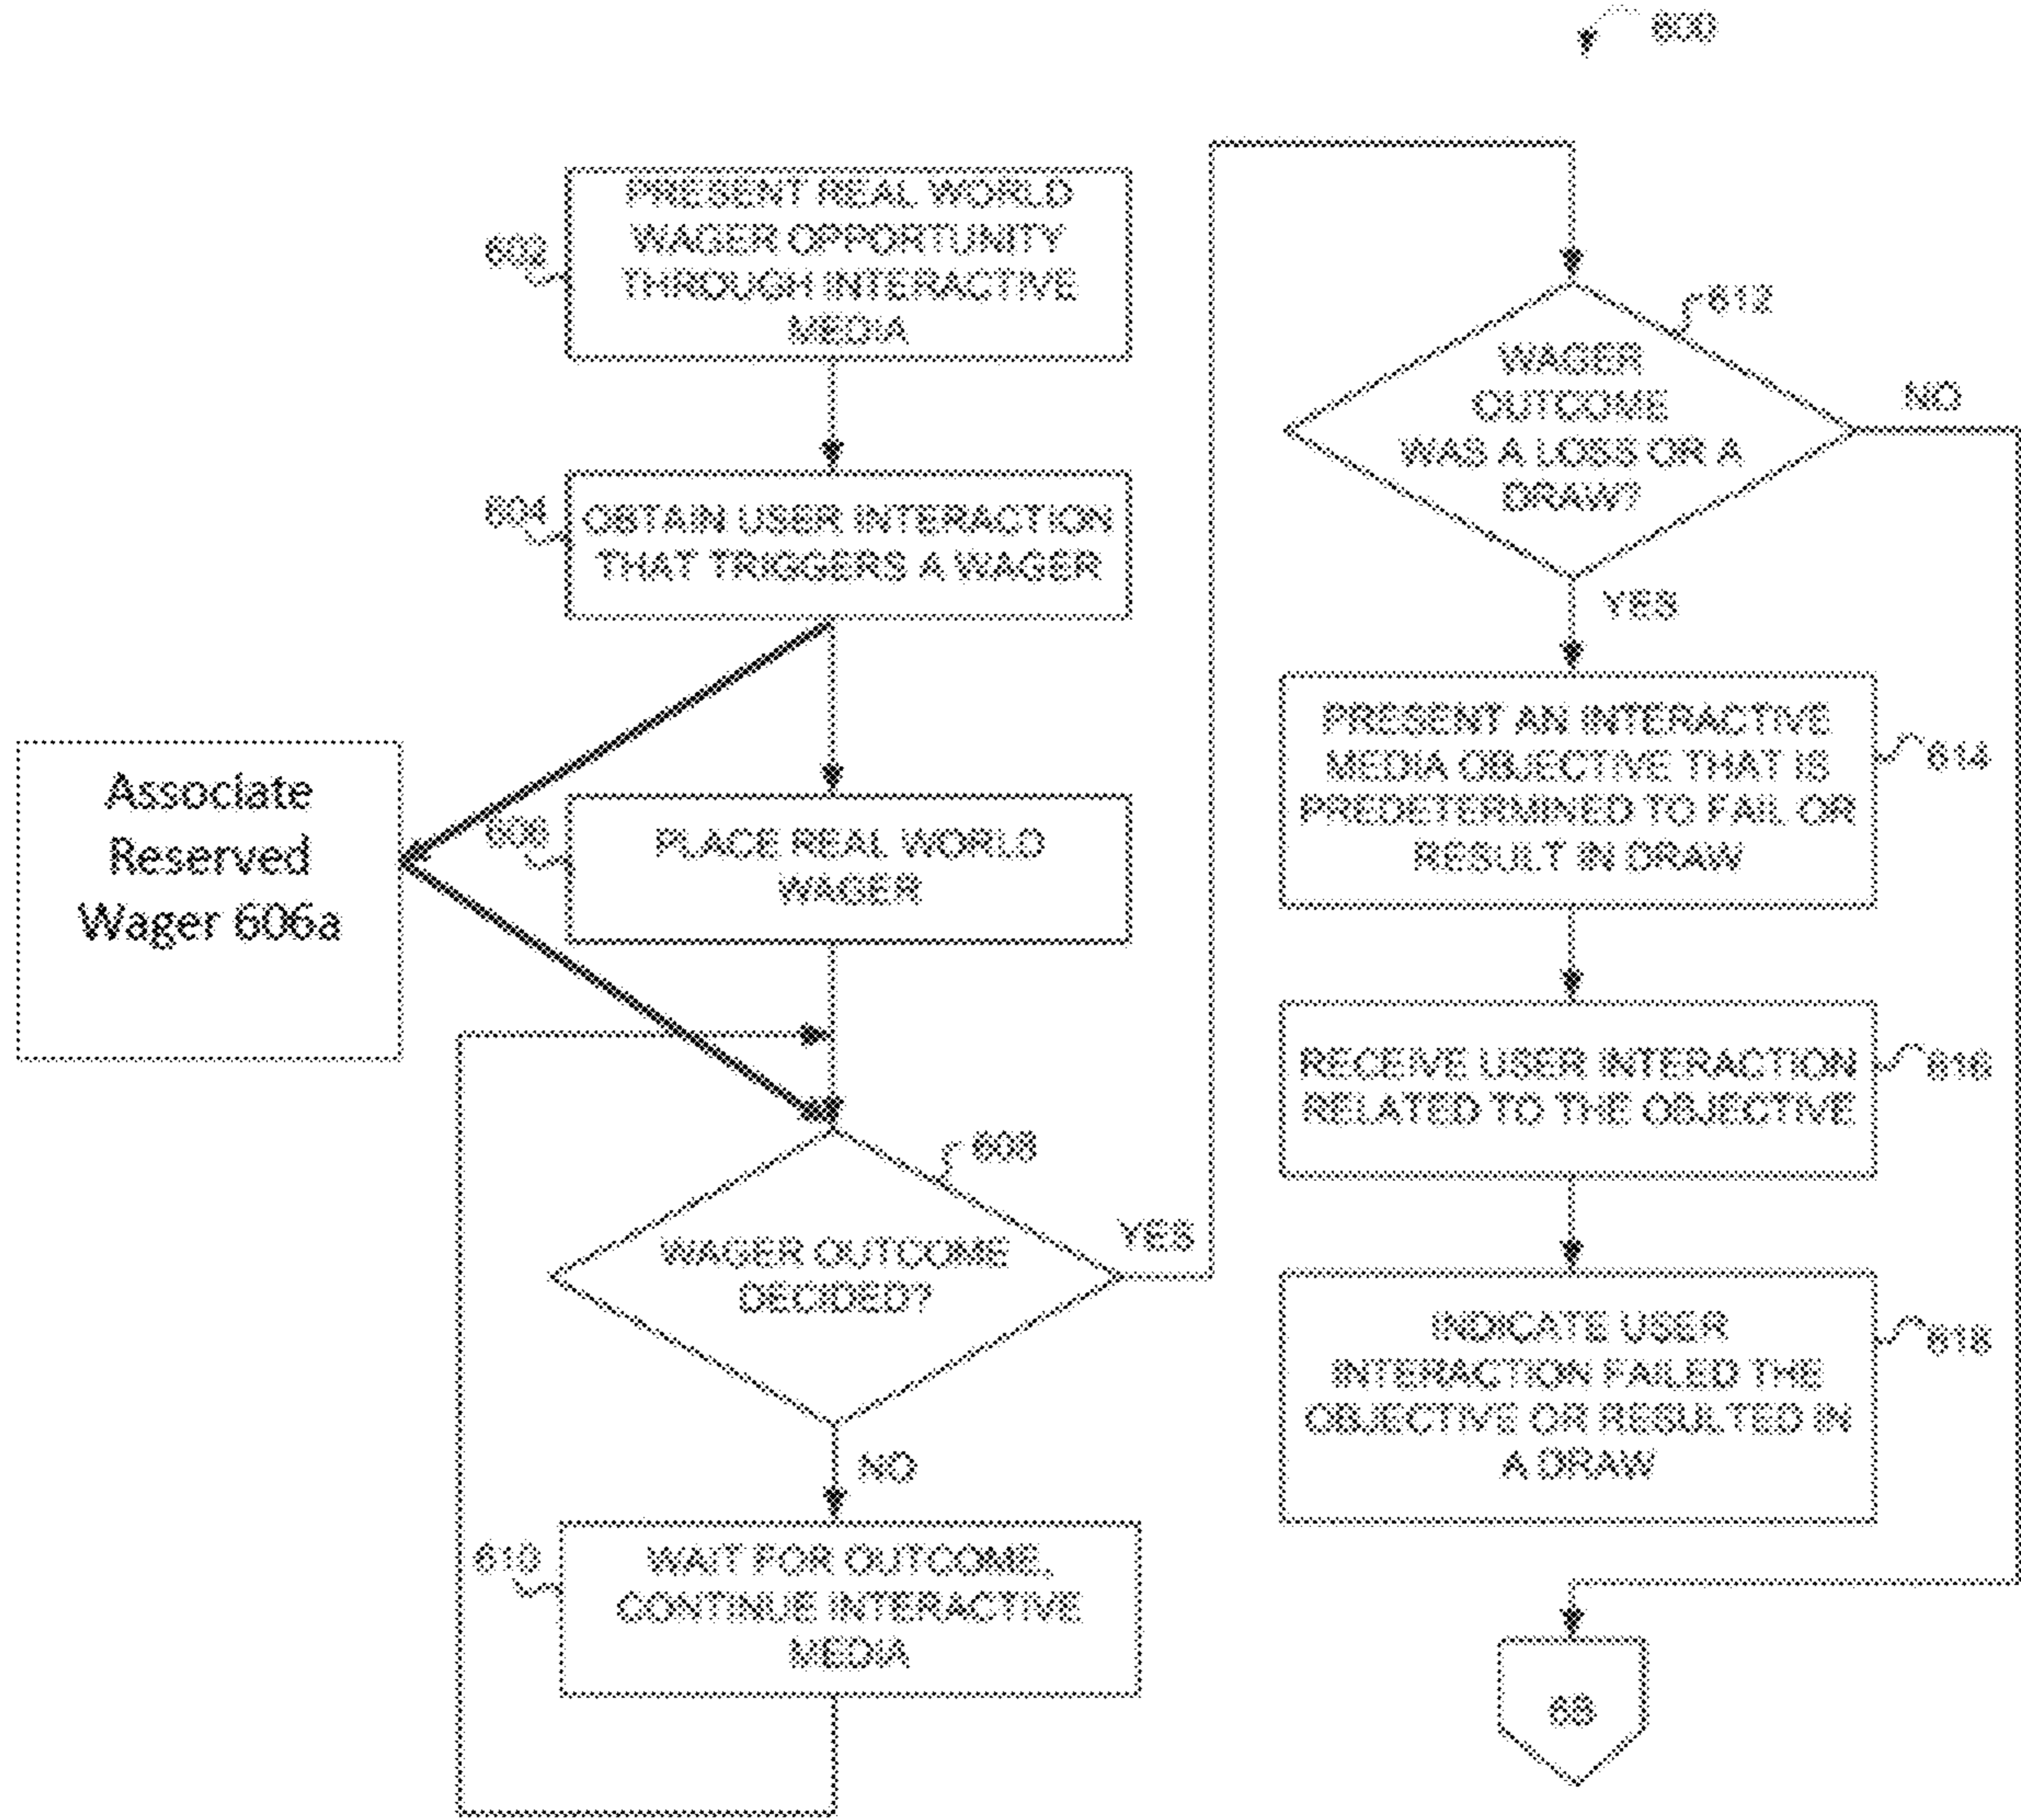 600
PRESENT REAL WORLD
WAGER OPPORTUNITY
THROUGH INTERACTIVE
MEDIA
602
OBTAIN USER INTERACTION
THAT TRIGGERS A WAGER
604
Associate
Reserved
Wager 606a
PLACE REAL WORLD
WAGER
606
WAGER OUTCOME
DECIDED?
608
YES
NO
WAIT FOR OUTCOME,
CONTINUE INTERACTIVE
MEDIA
610
WAGER
OUTCOME
WAS A LOSS OR A
DRAW?
612
NO
YES
PRESENT AN INTERACTIVE
MEDIA OBJECTIVE THAT IS
PREDETERMINED TO FAIL OR
RESULT IN DRAW
614
RECEIVE USER INTERACTION
RELATED TO THE OBJECTIVE
616
INDICATE USER
INTERACTION FAILED THE
OBJECTIVE OR RESULTED IN
A DRAW
618